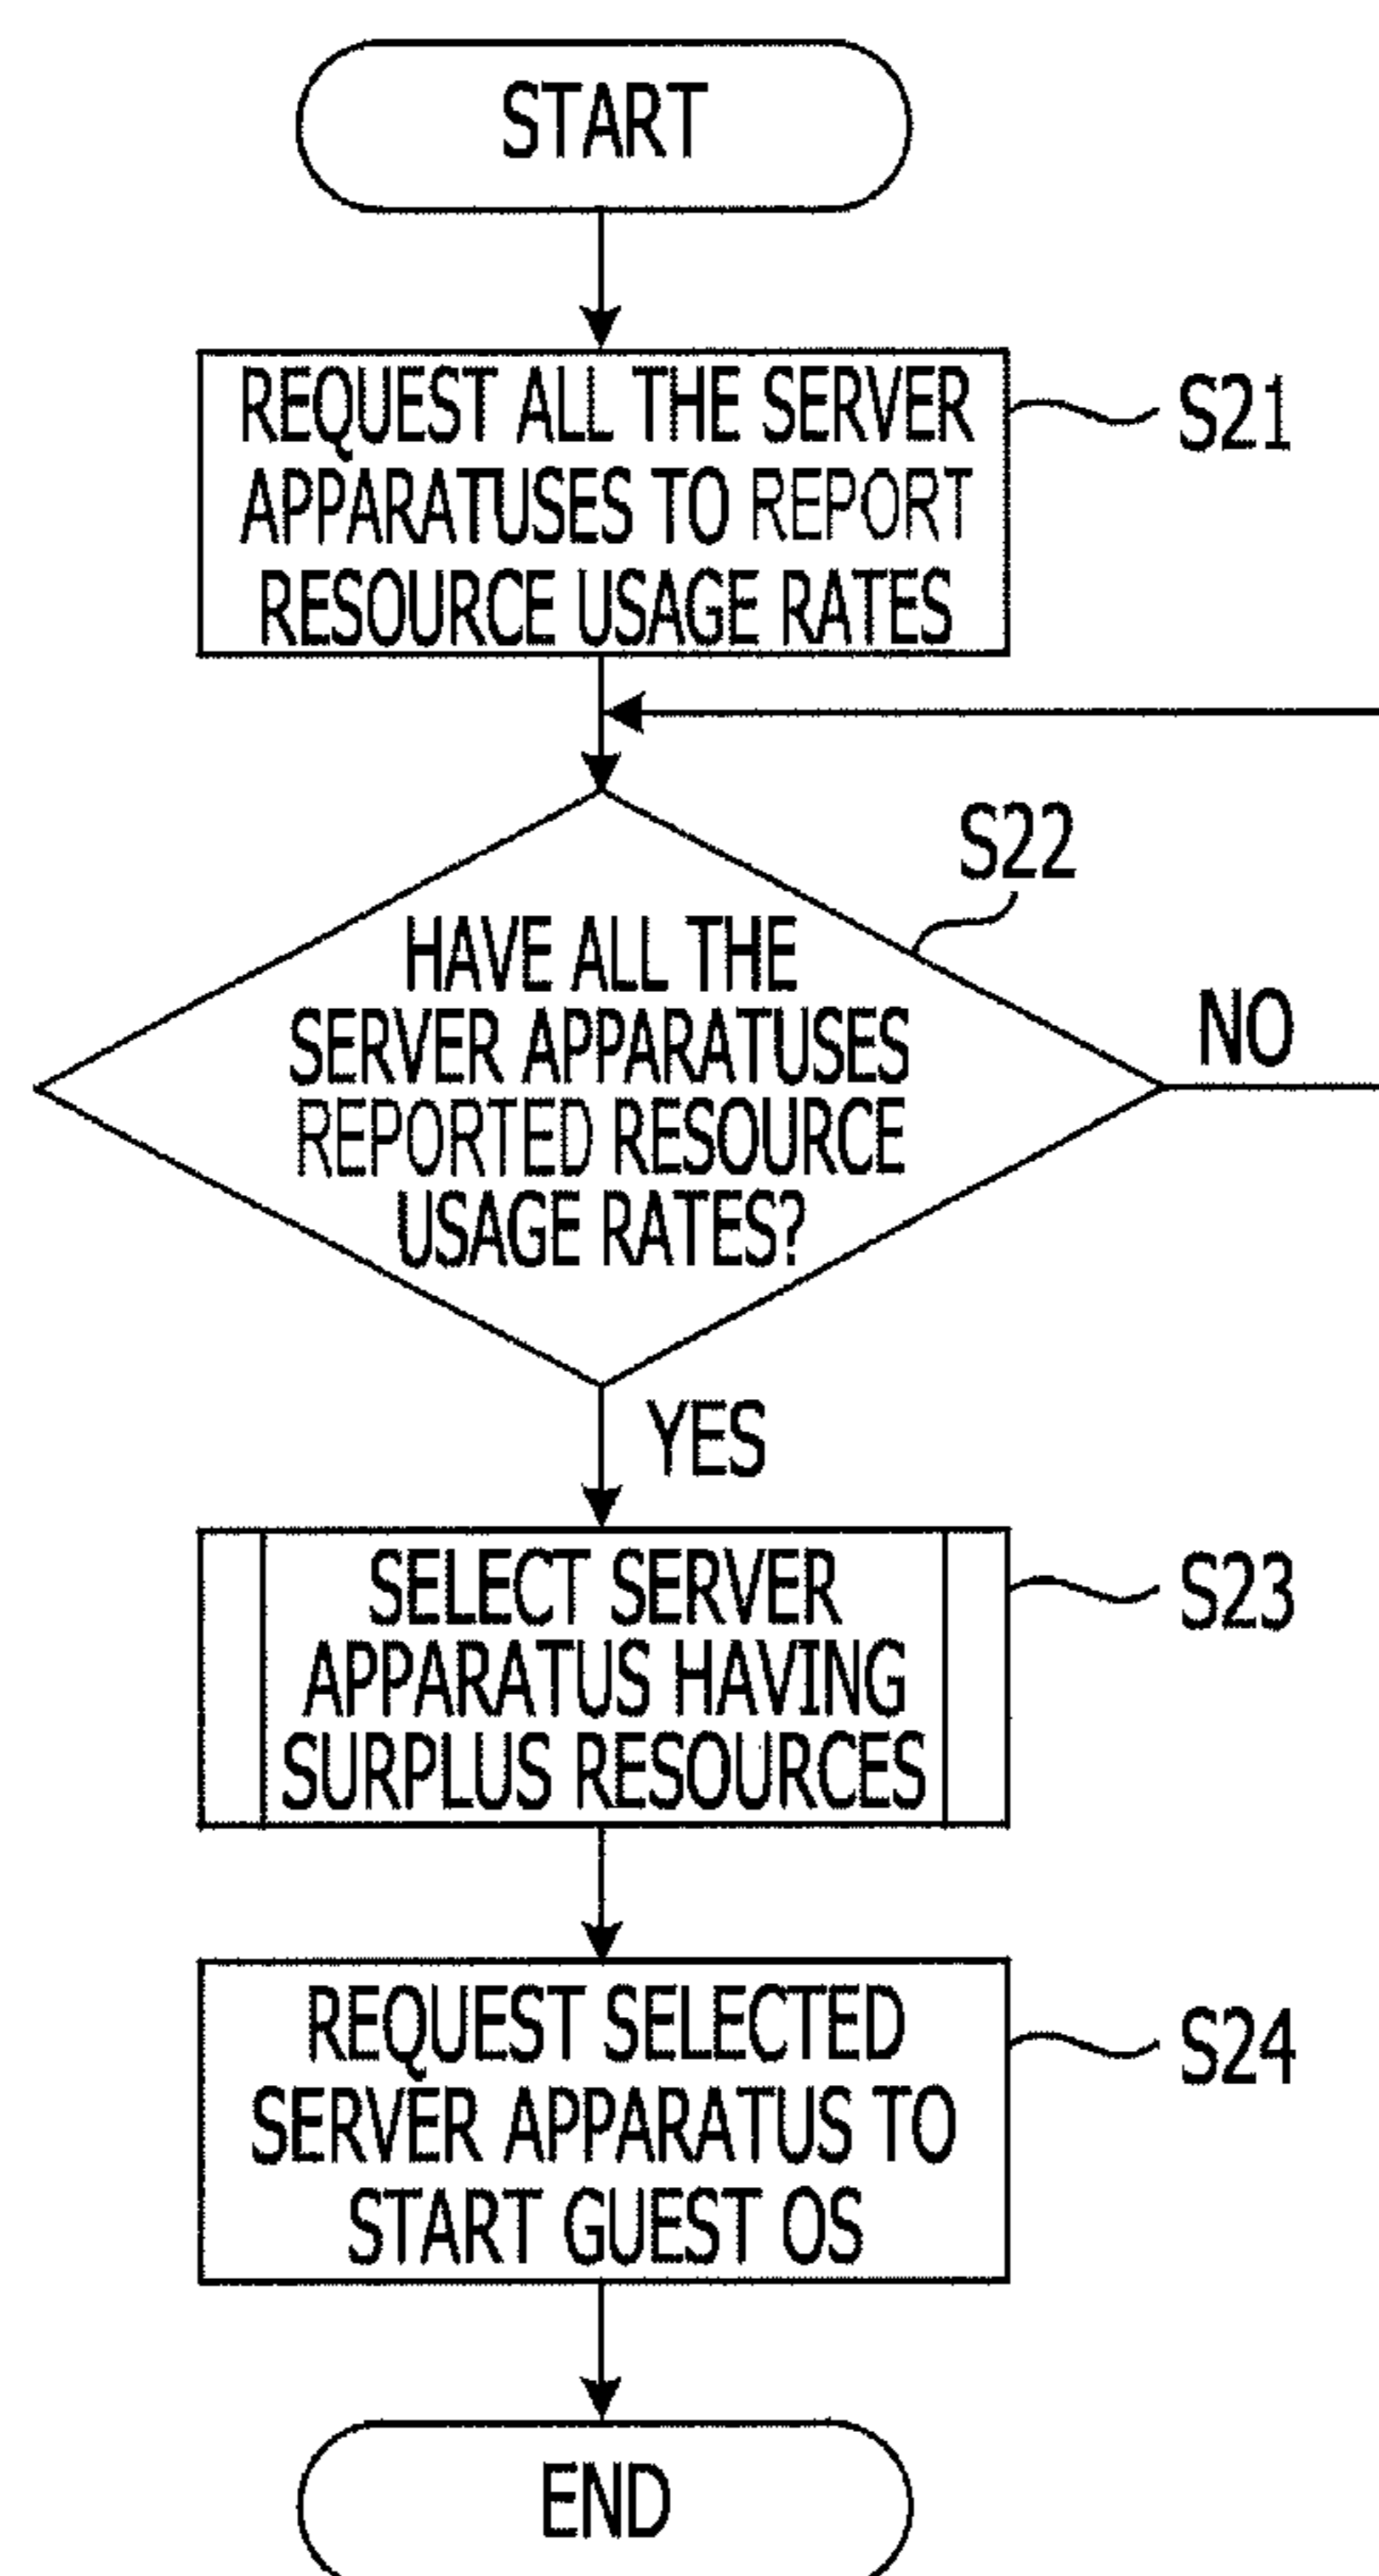 START
REQUEST ALL THE SERVER
APPARATUSES TO REPORT
RESOURCE USAGE RATES
S21
S22
HAVE ALL THE
SERVER APPARATUSES
REPORTED RESOURCE
USAGE RATES?
NO
YES
SELECT SERVER
APPARATUS HAVING
SURPLUS RESOURCES
S23
REQUEST SELECTED
SERVER APPARATUS TO
START GUEST OS
S24
END